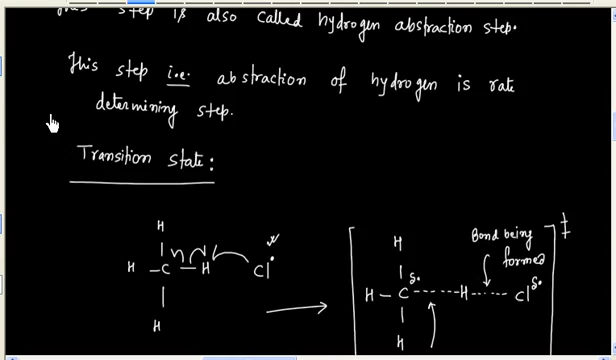 This step is also called hydrogen abstraction step.
This step i.e. abstraction of hydrogen is rate
determining step.
Transition state:
H
H - C - H Cl•
H
H
H - C δ• ---- H ---- Cl δ•
H
Bond being
formed
‡